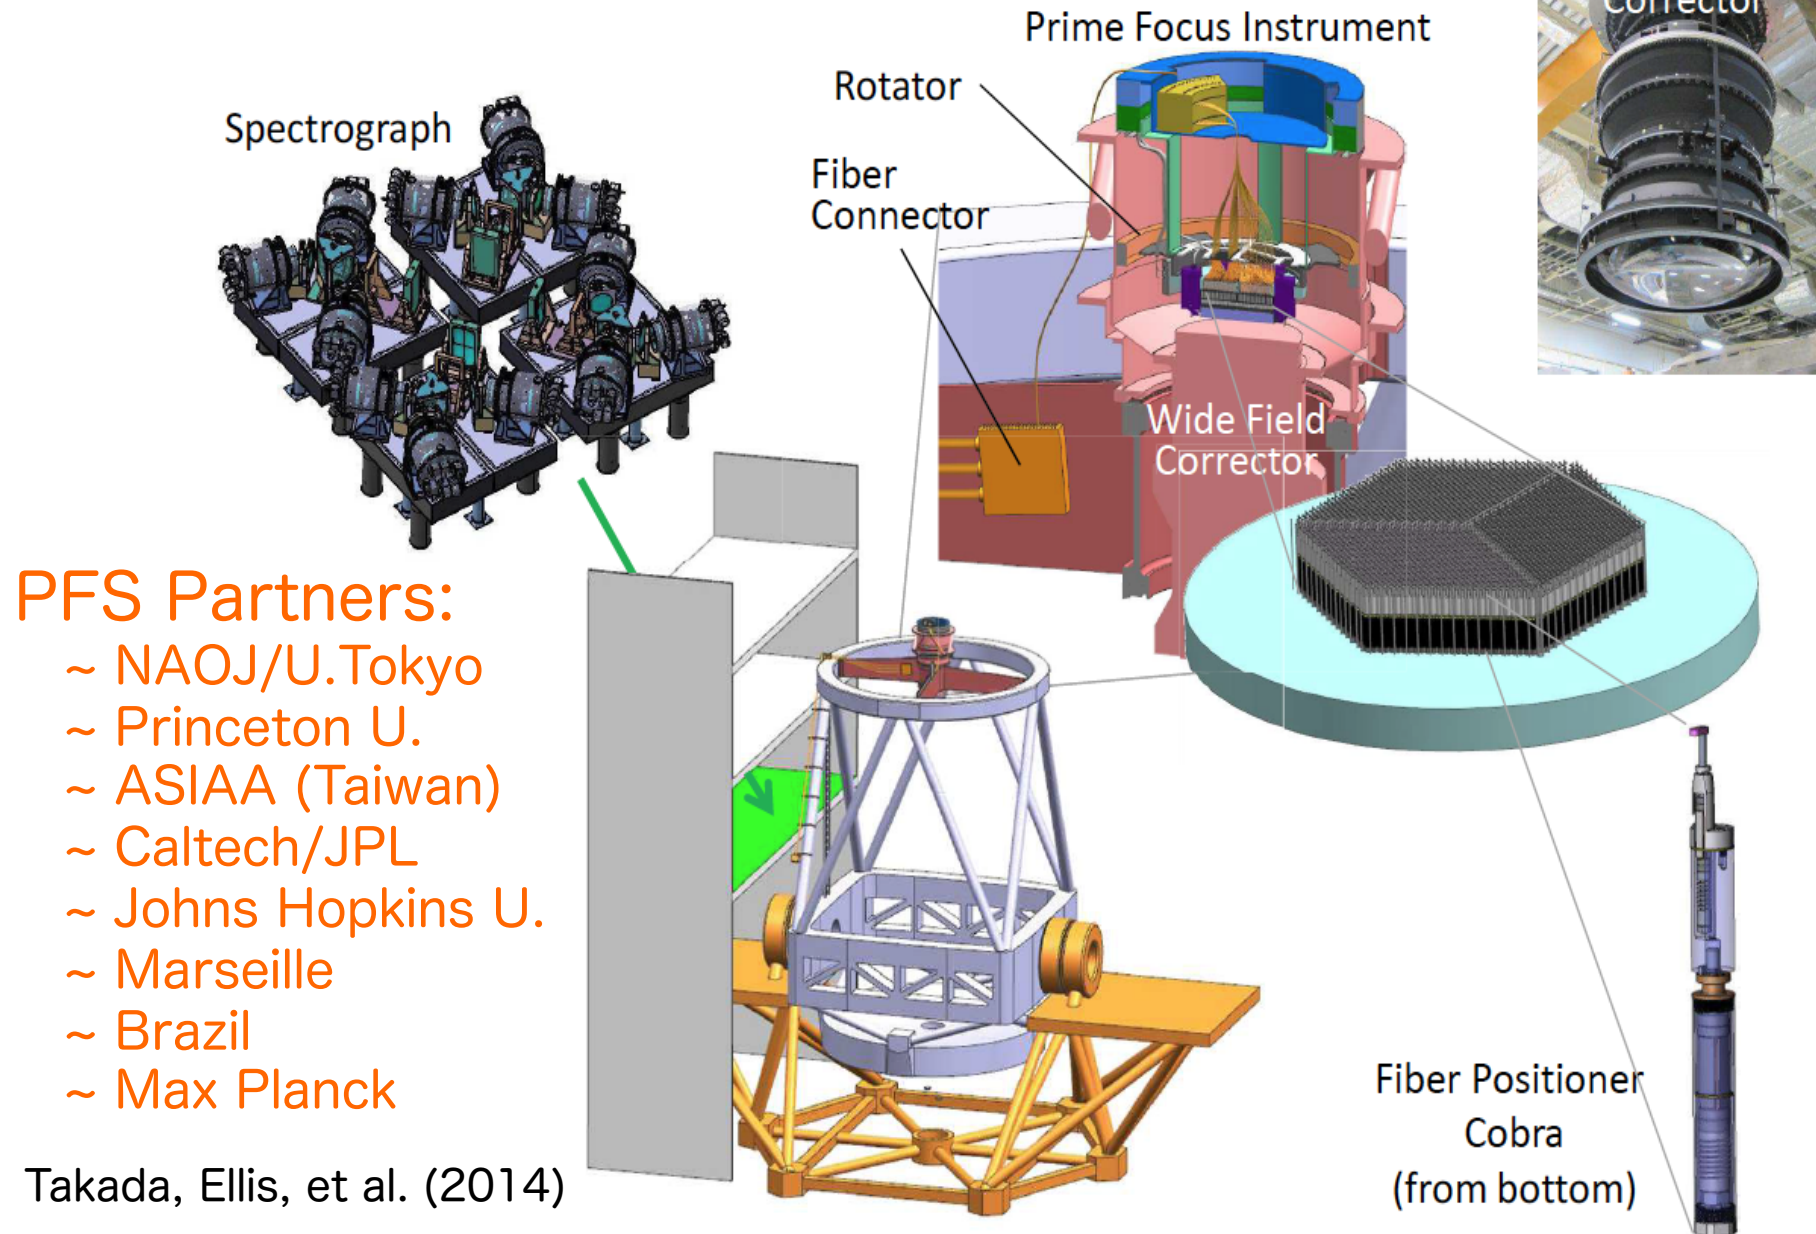 Prime Focus Instrument
Corrector
Rotator
Spectrograph
Fiber
Connector
Wide Field
Corrector
PFS Partners:
~ NAOJ/U.Tokyo
~ Princeton U.
~ ASIAA (Taiwan)
~ Caltech/JPL
~ Johns Hopkins U.
~ Marseille
~ Brazil
~ Max Planck
Takada, Ellis, et al. (2014)
Fiber Positioner
Cobra
(from bottom)